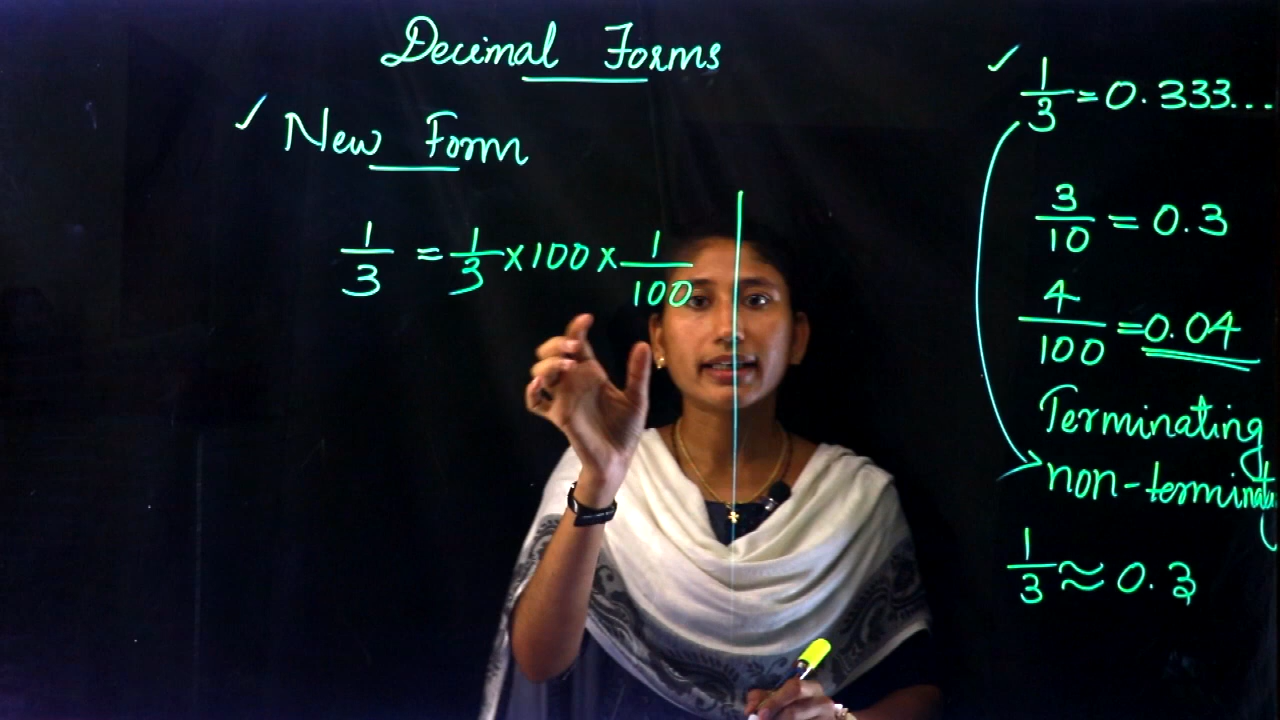 Decimal Forms
✓ New Form
1/3 = 1/3 × 100 × 1/100
✓ 1/3 = 0.333...
3/10 = 0.3
4/100 = 0.04
Terminating
non-terminati
1/3 ≈ 0.3